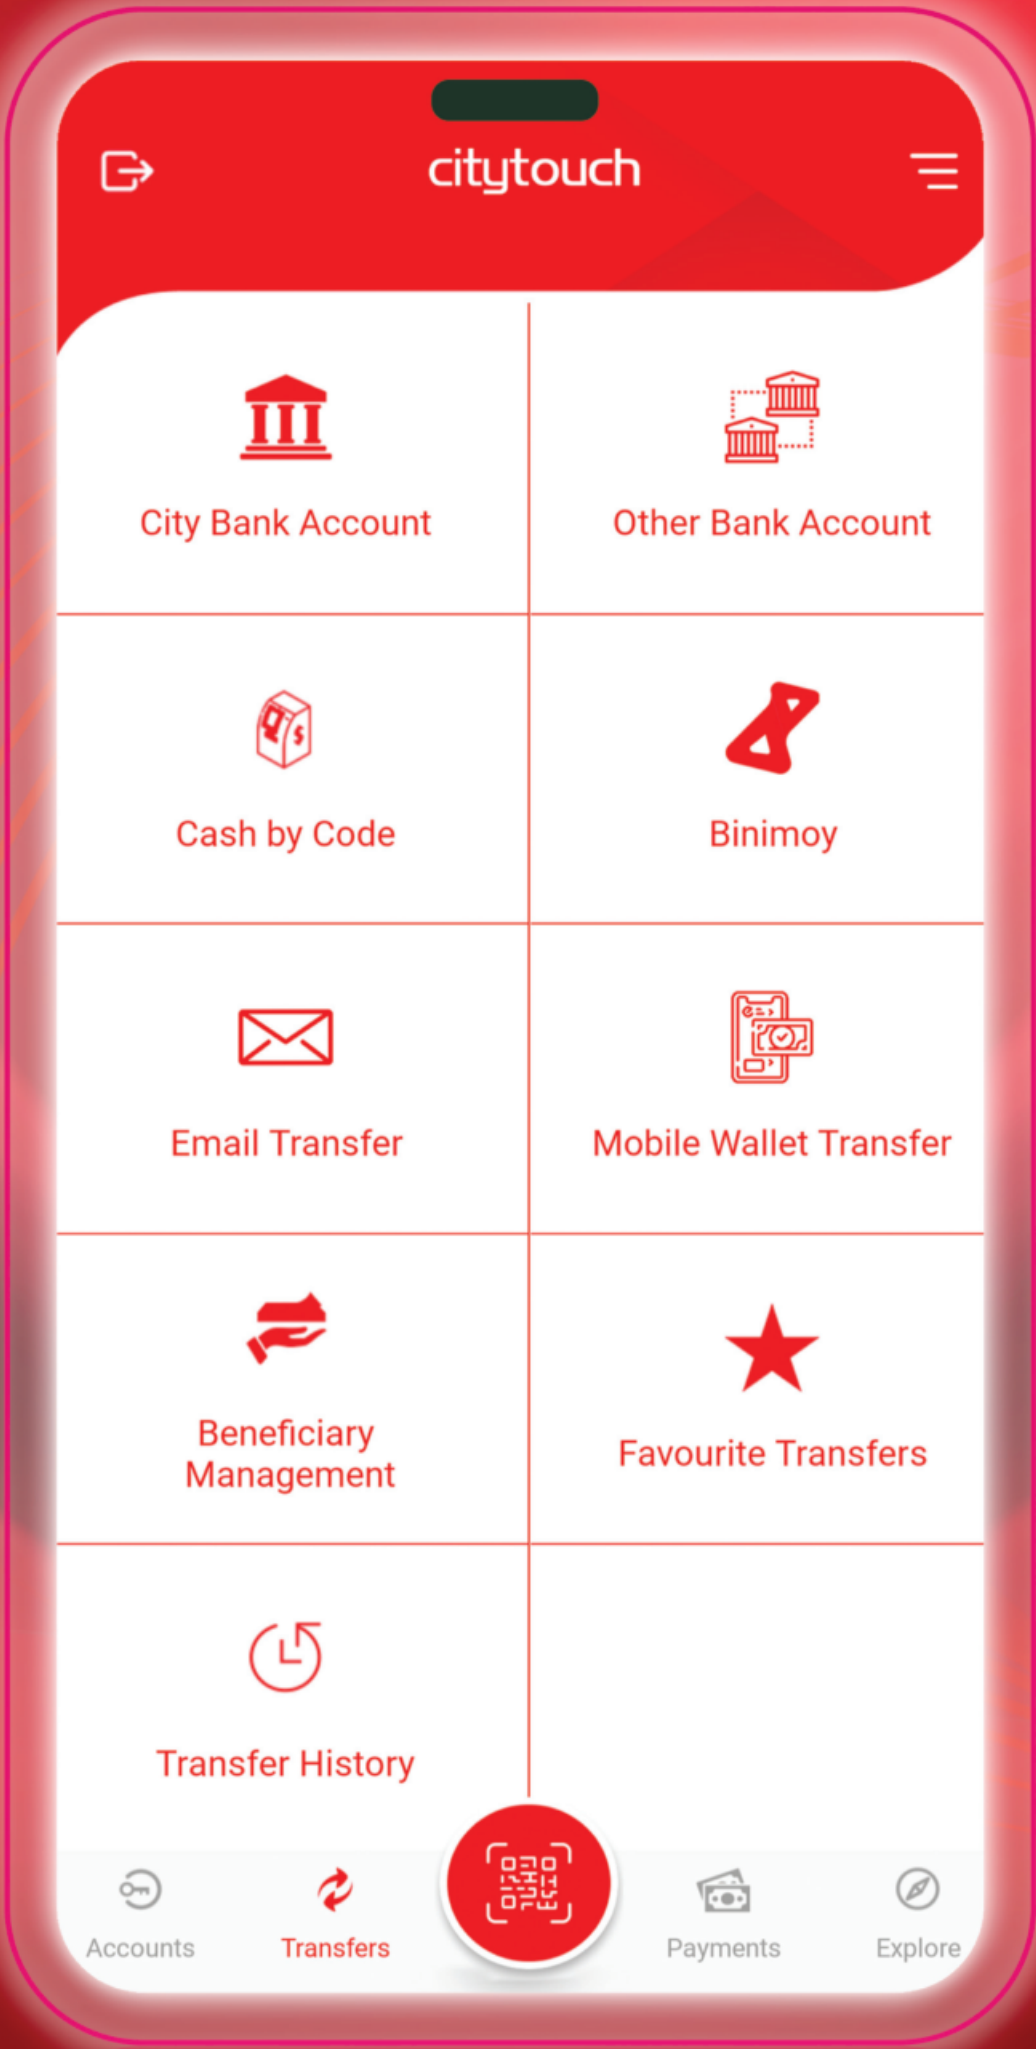 citytouch
City Bank Account
Other Bank Account
Cash by Code
Binimoy
Email Transfer
Mobile Wallet Transfer
Beneficiary
Management
Favourite Transfers
Transfer History
Accounts
Transfers
Payments
Explore